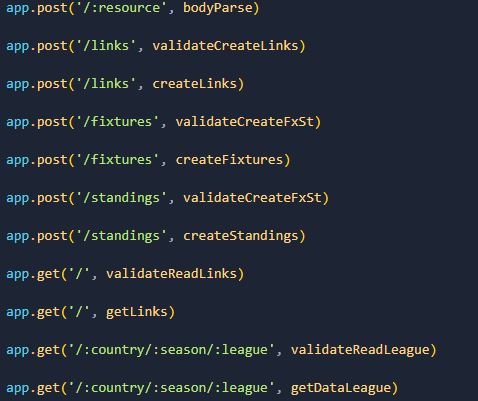 app.post('/:resource', bodyParse)
app.post('/links', validateCreateLinks)
app.post('/links', createLinks)
app.post('/fixtures', validateCreateFxSt)
app.post('/fixtures', createFixtures)
app.post('/standings', validateCreateFxSt)
app.post('/standings', createStandings)
app.get('/', validateReadLinks)
app.get('/', getLinks)
app.get('/:country/:season/:league', validateReadLeague)
app.get('/:country/:season/:league', getDataLeague)